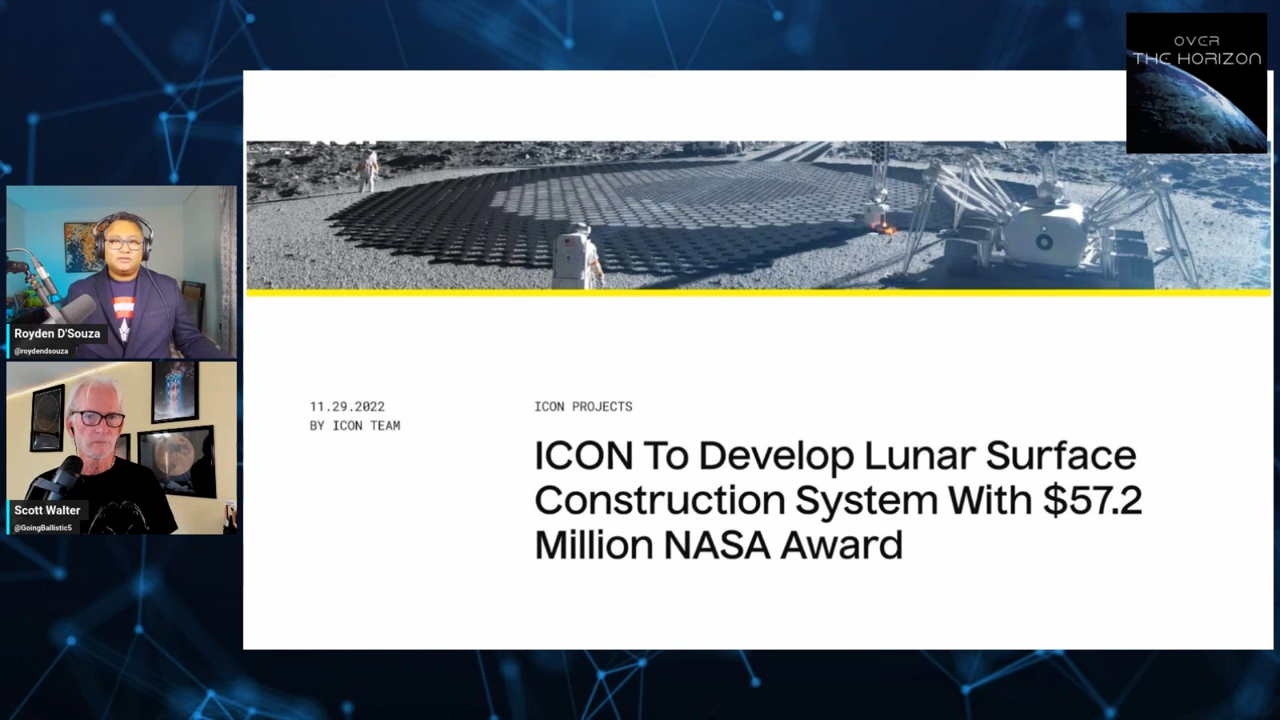 OVER
THE HORIZON
Royden D'Souza
@roydendsouza
Scott Walter
@GoingBallistic5
11.29.2022
BY ICON TEAM
ICON PROJECTS
ICON To Develop Lunar Surface
Construction System With $57.2
Million NASA Award